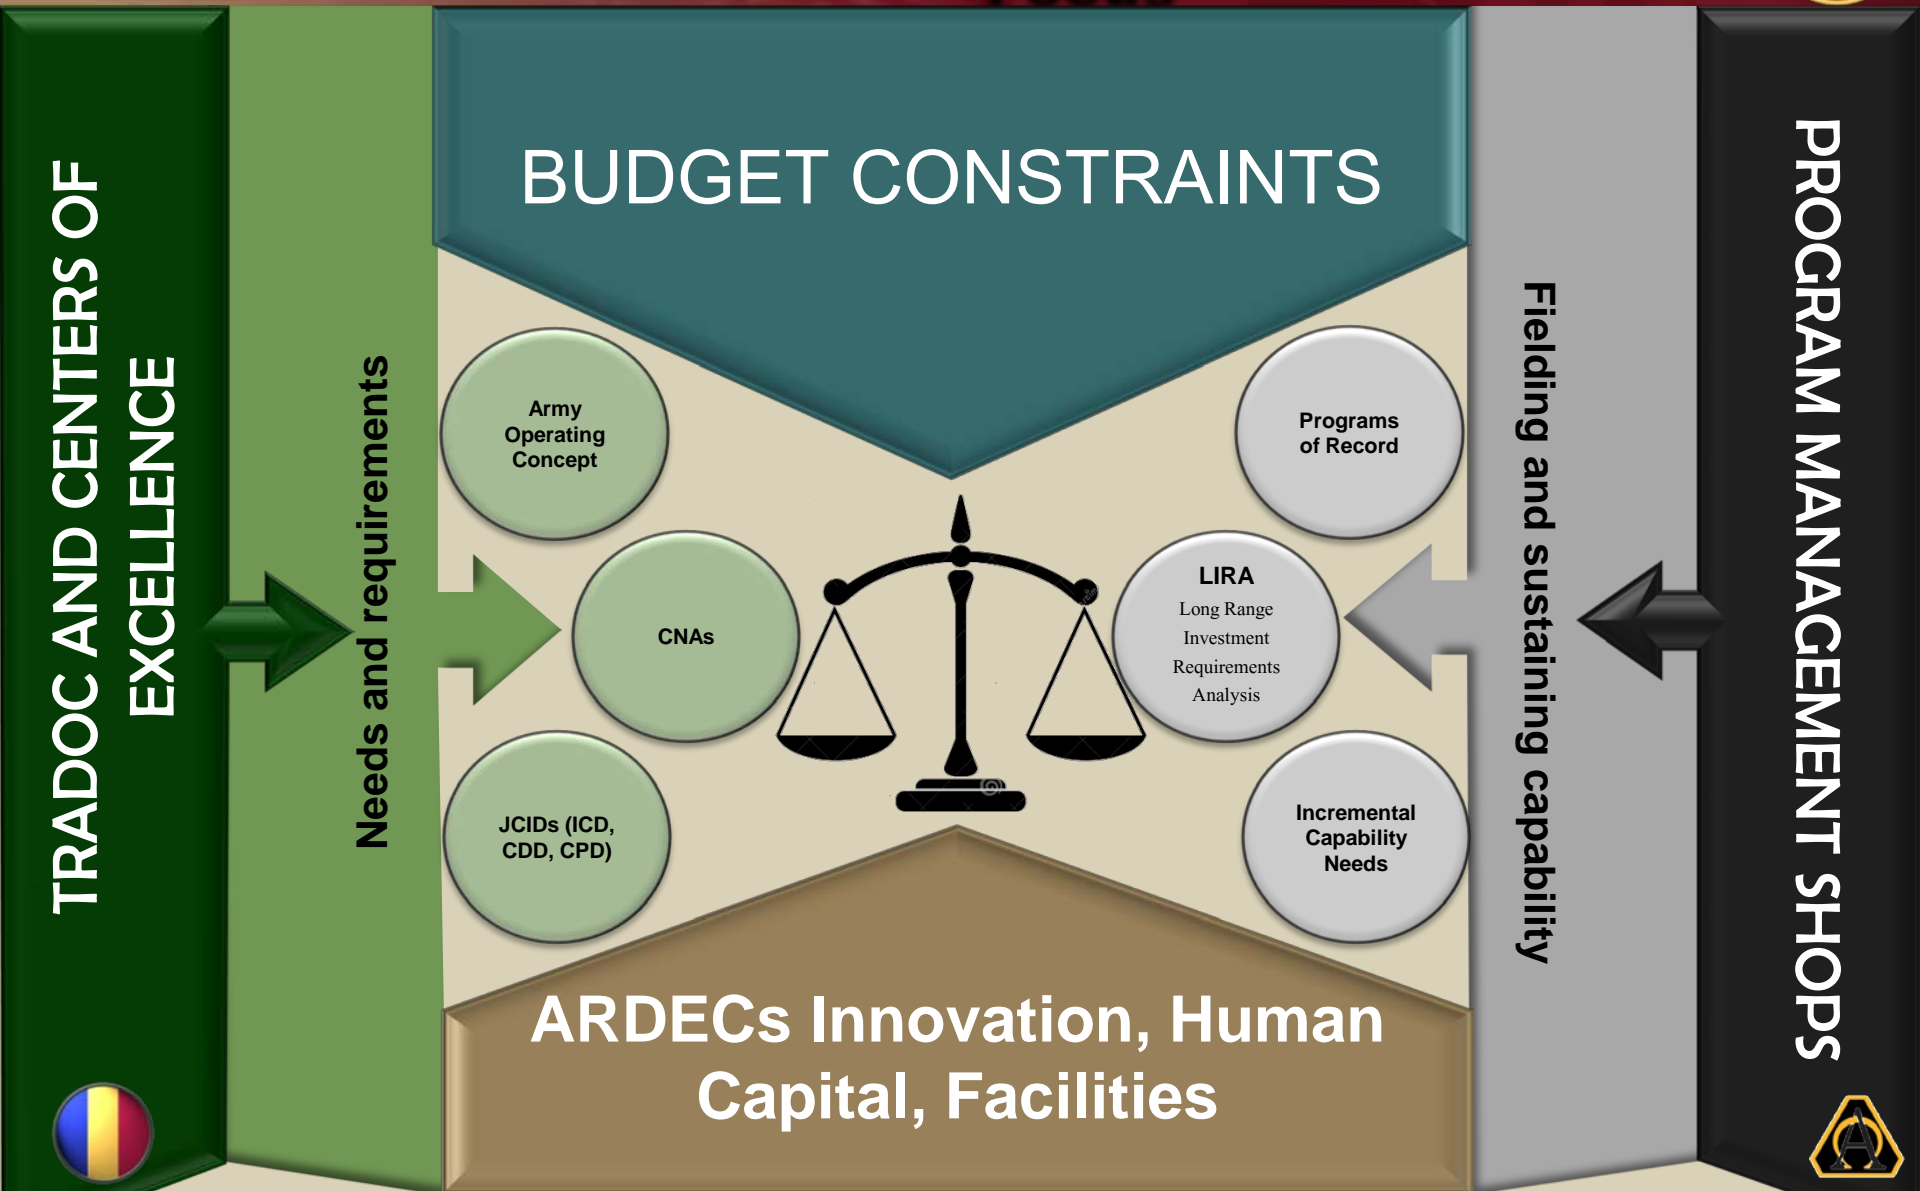 TRADOC AND CENTERS OF
EXCELLENCE
Needs and requirements
BUDGET CONSTRAINTS
Army
Operating
Concept
CNAs
JCIDs (ICD,
CDD, CPD)
Programs
of Record
LIRA
Long Range
Investment
Requirements
Analysis
Incremental
Capability
Needs
ARDECs Innovation, Human
Capital, Facilities
Fielding and sustaining capability
PROGRAM MANAGEMENT SHOPS